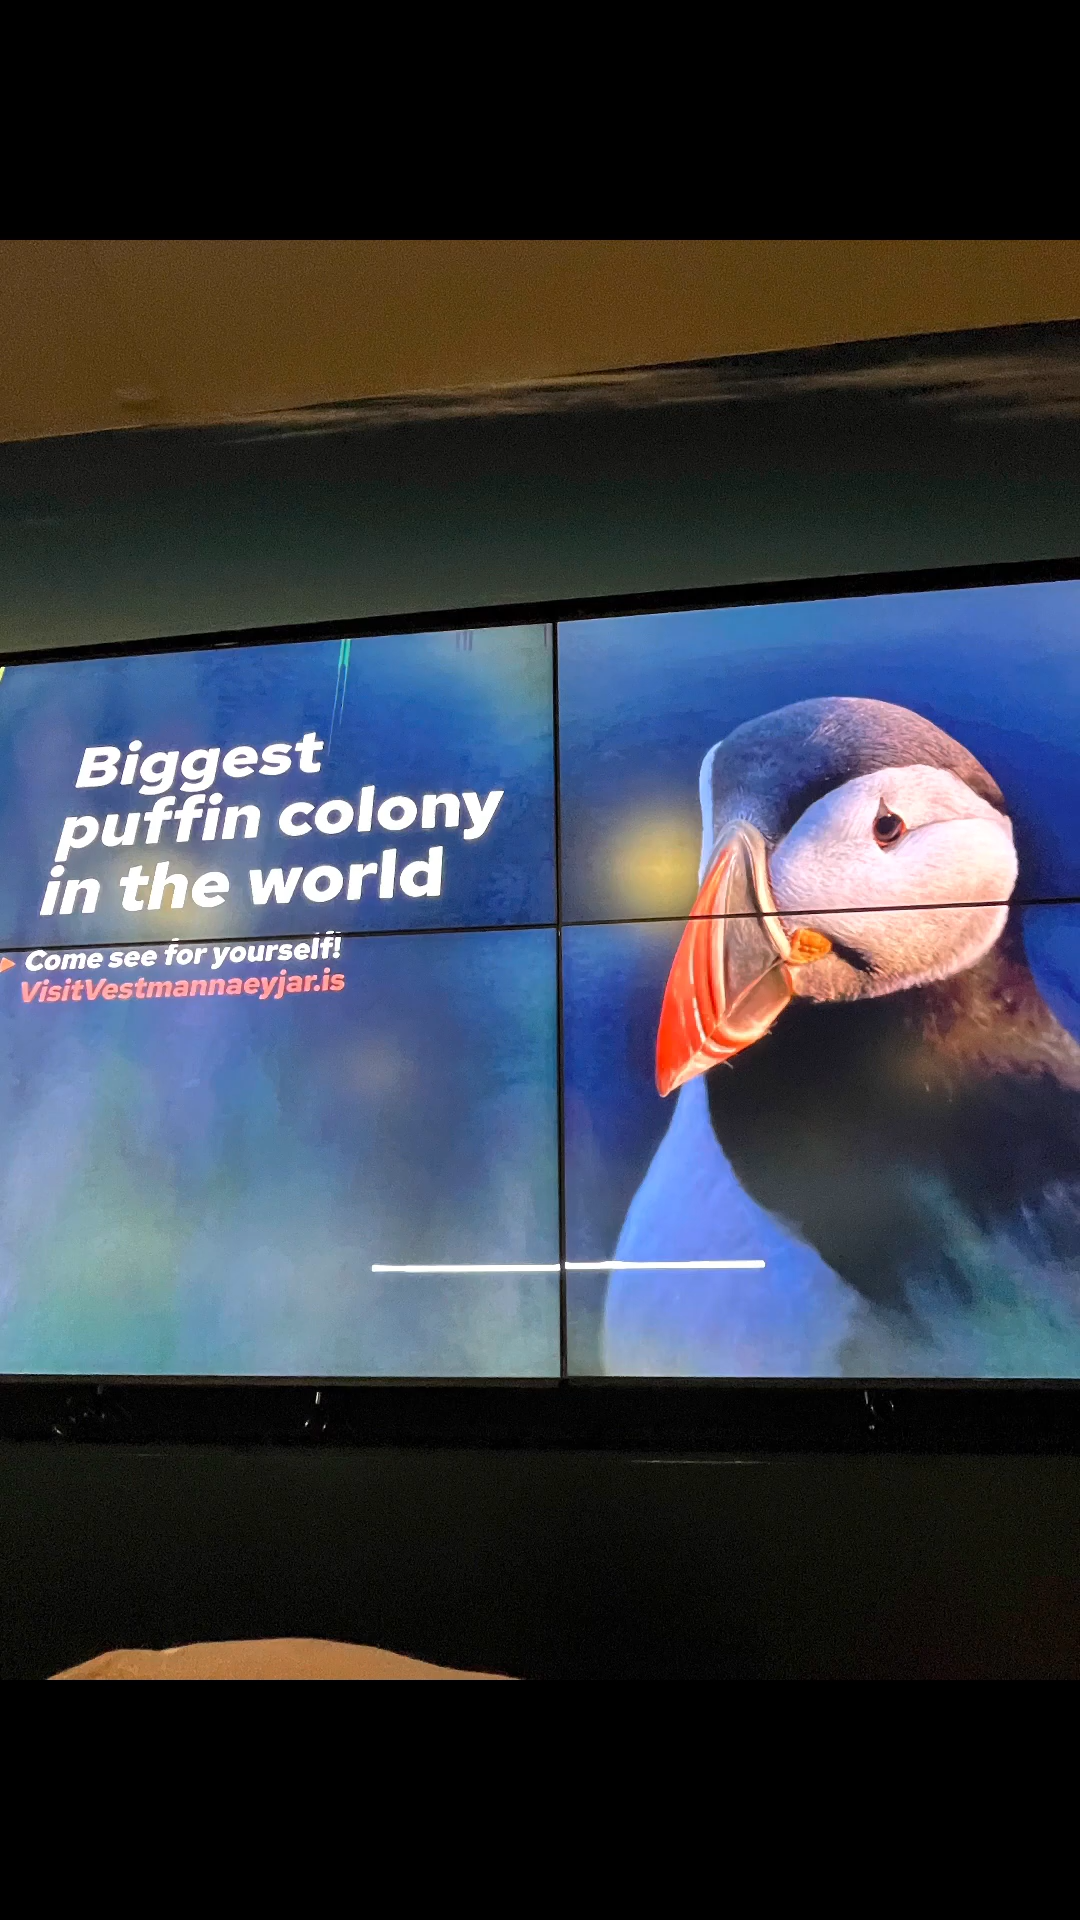 Biggest
puffin colony
in the world
Come see for yourself!
VisitVestmannaeyjar.is